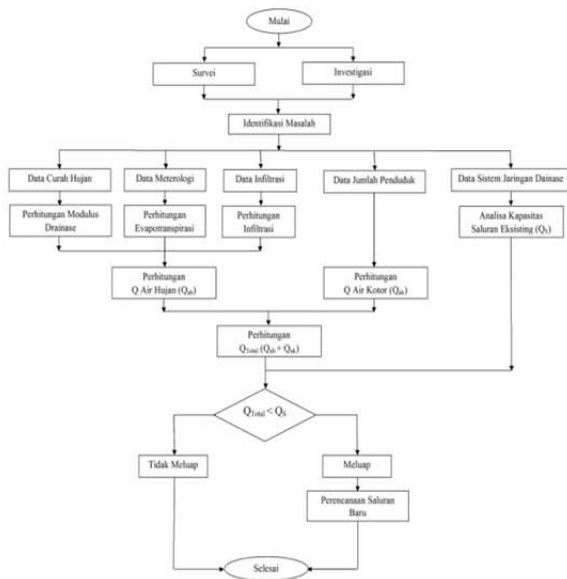 Mulai
Survei
Investigasi
Identifikasi Masalah
Data Curah Hujan
Data Meterologi
Data Infiltrasi
Data Jumlah Penduduk
Data Sistem Jaringan Dainase
Perhitungan Modulus
Drainase
Perhitungan
Evapotranspirasi
Perhitungan
Infiltrasi
Analisa Kapasitas
Saluran Eksisting (QS)
Perhitungan
Q Air Hujan (Qah)
Perhitungan
Q Air Kotor (Qak)
Perhitungan
QTotal (Qah + Qak)
QTotal < QS
Tidak Meluap
Meluap
Perencanaan Saluran
Baru
Selesai